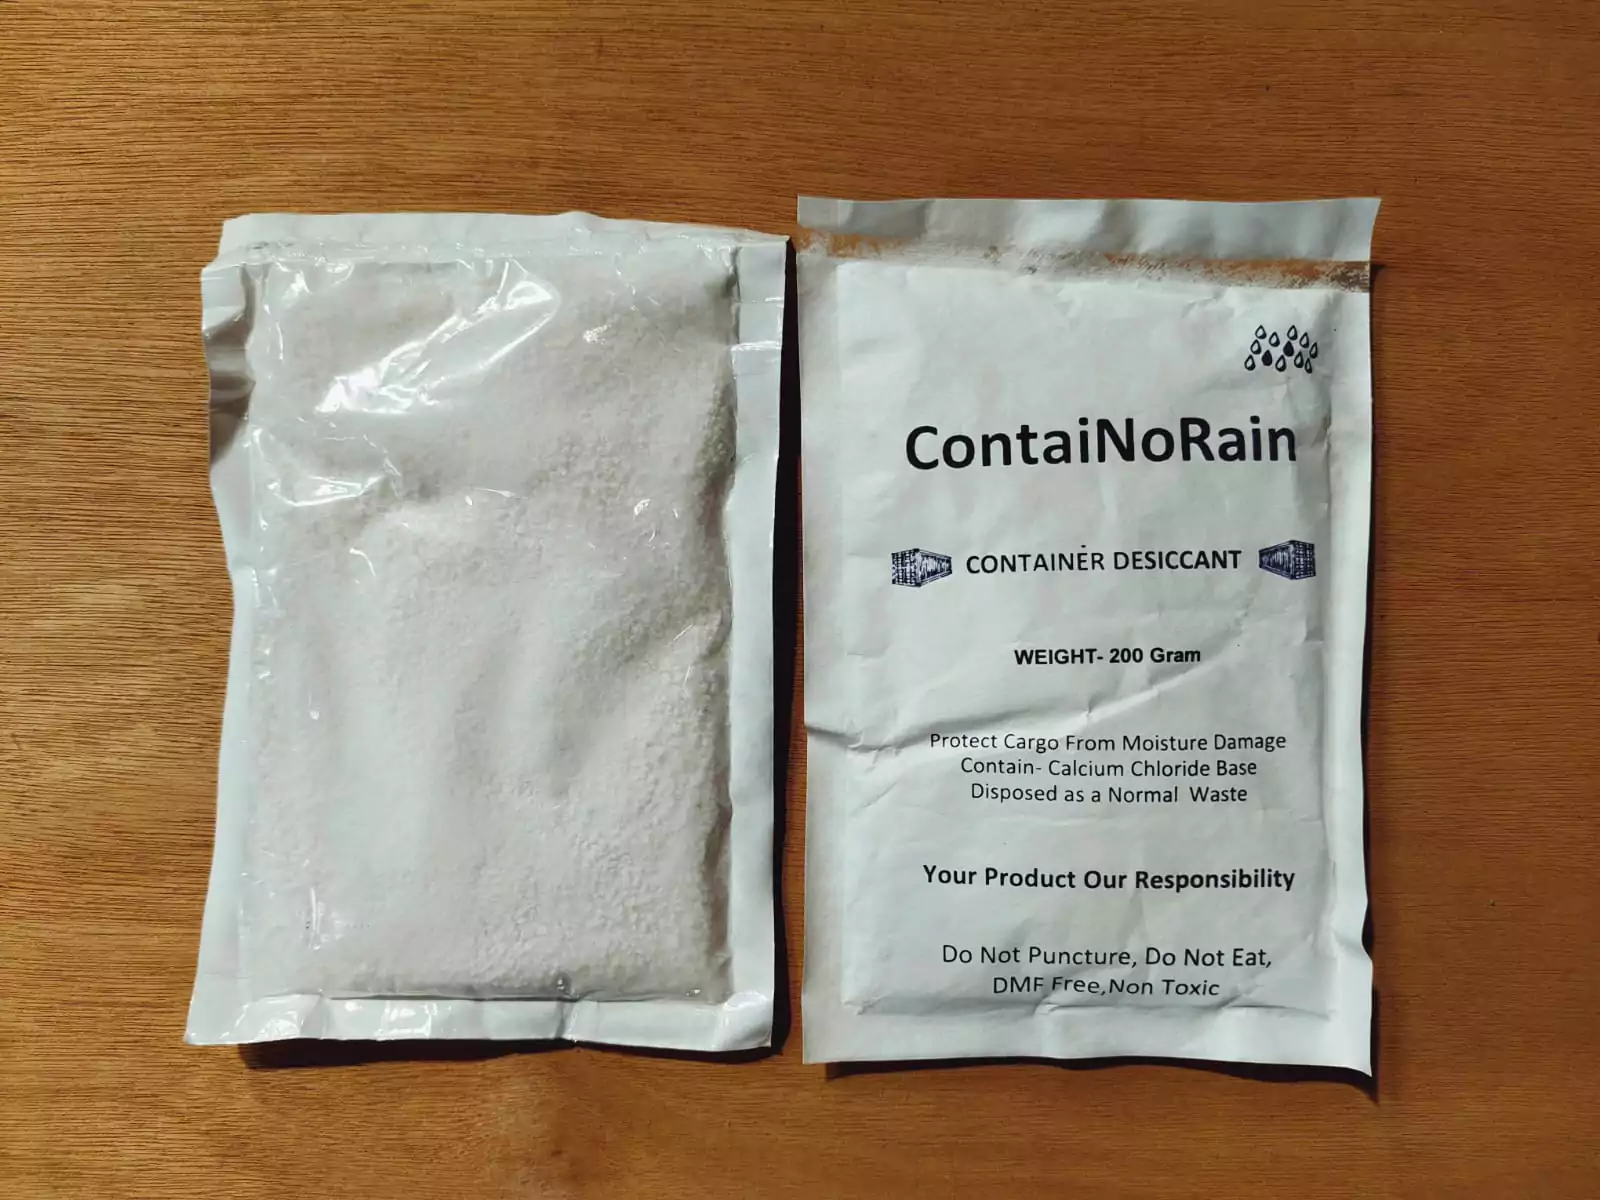 ContaiNoRain
CONTAINER DESICCANT
WEIGHT- 200 Gram
Protect Cargo From Moisture Damage
Contain- Calcium Chloride Base
Disposed as a Normal Waste
Your Product Our Responsibility
Do Not Puncture, Do Not Eat,
DMF Free,Non Toxic